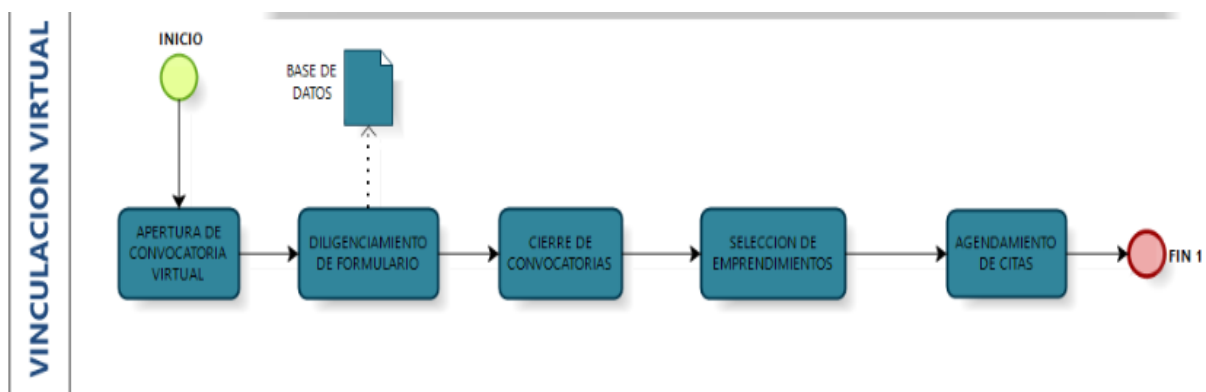 VINCULACION VIRTUAL
INICIO
BASE DE
DATOS
APERTURA DE
CONVOCATORIA
VIRTUAL
DILIGENCIAMIENTO
DE FORMULARIO
CIERRE DE
CONVOCATORIAS
SELECCION DE
EMPRENDIMIENTOS
AGENDAMIENTO
DE CITAS
FIN 1